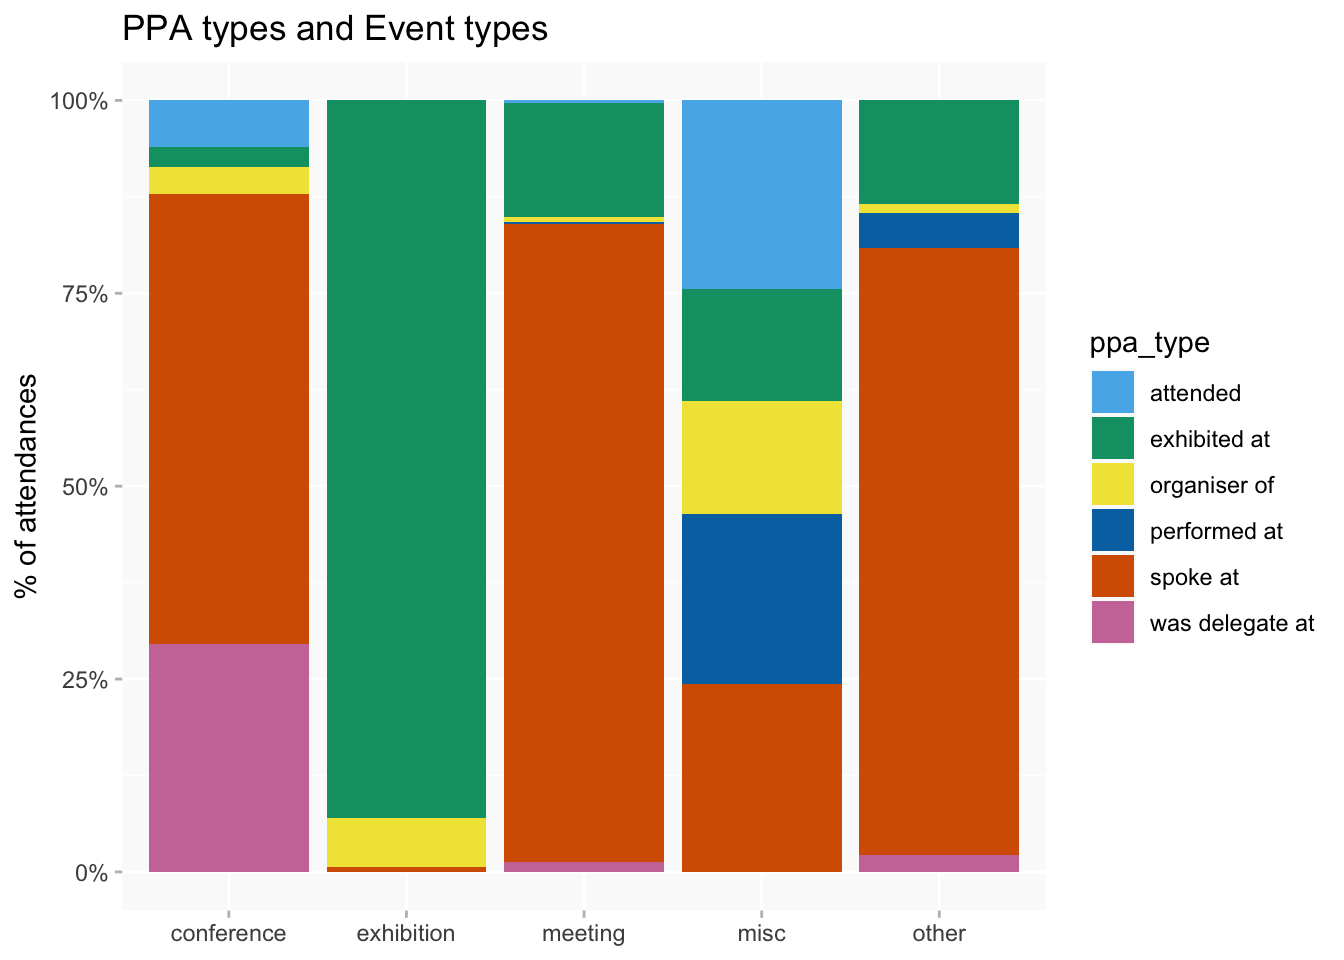 PPA types and Event types
% of attendances
100%
75%
50%
25%
0%
conference exhibition meeting misc other
ppa_type
attended
exhibited at
organiser of
performed at
spoke at
was delegate at